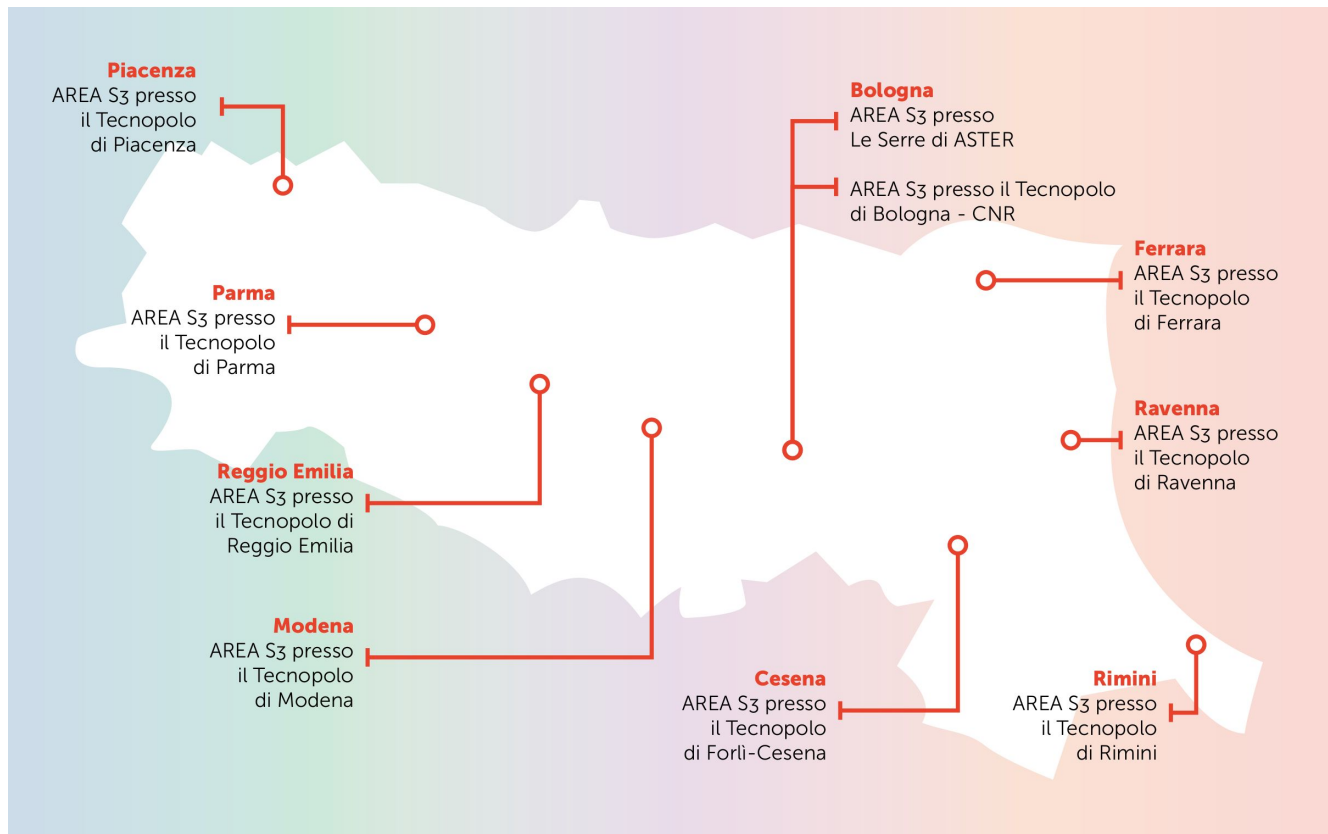 Piacenza
AREA S3 presso
il Tecnopolo
di Piacenza
Bologna
AREA S3 presso
Le Serre di ASTER
AREA S3 presso il Tecnopolo
di Bologna - CNR
Ferrara
AREA S3 presso
il Tecnopolo
di Ferrara
Parma
AREA S3 presso
il Tecnopolo
di Parma
Ravenna
AREA S3 presso
il Tecnopolo
di Ravenna
Reggio Emilia
AREA S3 presso
il Tecnopolo di
Reggio Emilia
Modena
AREA S3 presso
il Tecnopolo
di Modena
Cesena
AREA S3 presso
il Tecnopolo
di Forlì-Cesena
Rimini
AREA S3 presso
il Tecnopolo
di Rimini